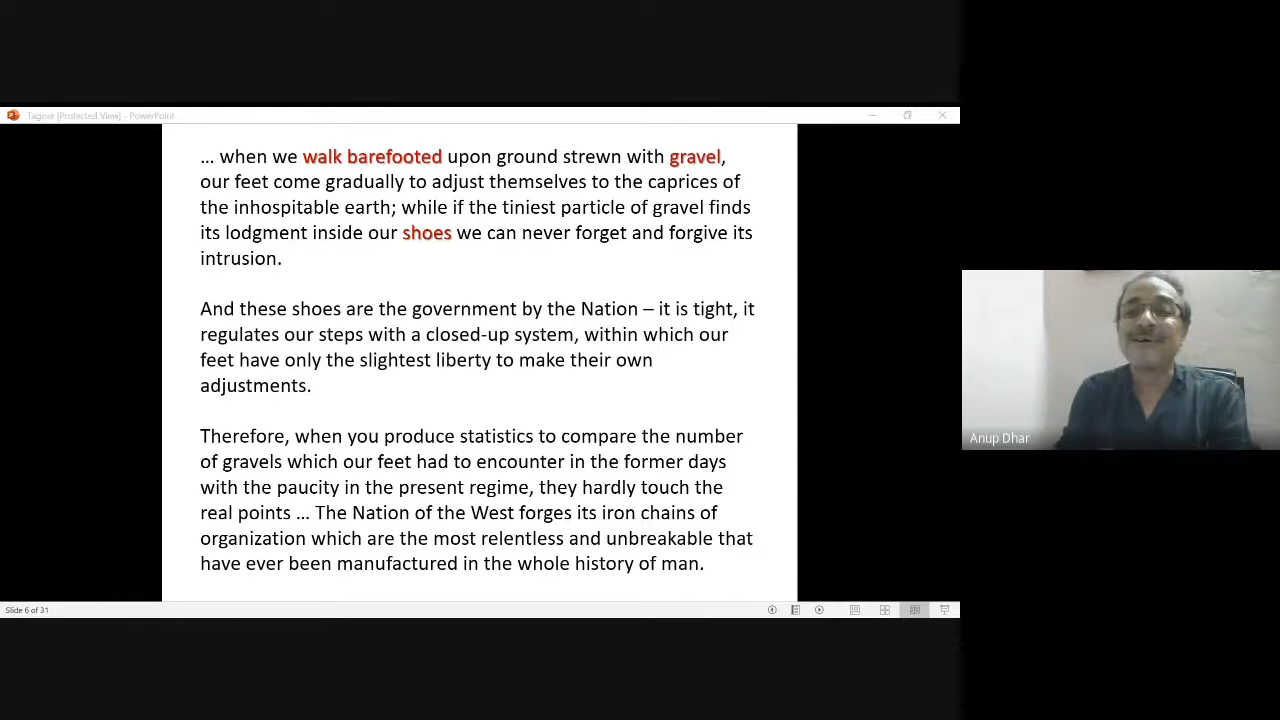 Tagore [Protected View] - PowerPoint
... when we walk barefooted upon ground strewn with gravel,
our feet come gradually to adjust themselves to the caprices of
the inhospitable earth; while if the tiniest particle of gravel finds
its lodgment inside our shoes we can never forget and forgive its
intrusion.
And these shoes are the government by the Nation – it is tight, it
regulates our steps with a closed-up system, within which our
feet have only the slightest liberty to make their own
adjustments.
Therefore, when you produce statistics to compare the number
of gravels which our feet had to encounter in the former days
with the paucity in the present regime, they hardly touch the
real points ... The Nation of the West forges its iron chains of
organization which are the most relentless and unbreakable that
have ever been manufactured in the whole history of man.
Slide 6 of 31
Anup Dhar